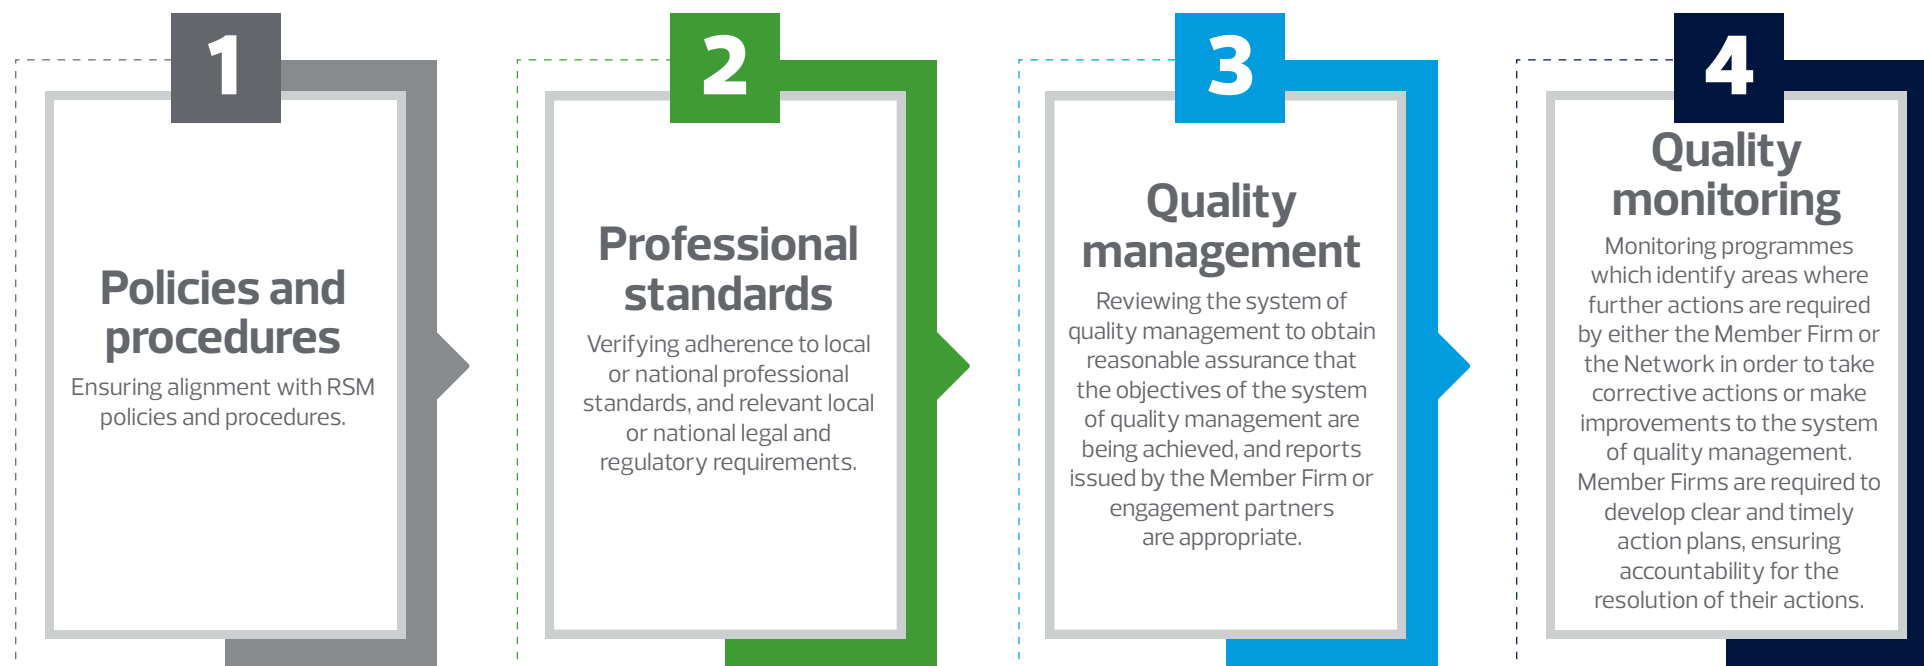 1
Policies and
procedures
Ensuring alignment with RSM
policies and procedures.
2
Professional
standards
Verifying adherence to local
or national professional
standards, and relevant local
or national legal and
regulatory requirements.
3
Quality
management
Reviewing the system of
quality management to obtain
reasonable assurance that
the objectives of the system
of quality management are
being achieved, and reports
issued by the Member Firm or
engagement partners
are appropriate.
4
Quality
monitoring
Monitoring programmes
which identify areas where
further actions are required
by either the Member Firm or
the Network in order to take
corrective actions or make
improvements to the system
of quality management.
Member Firms are required to
develop clear and timely
action plans, ensuring
accountability for the
resolution of their actions.